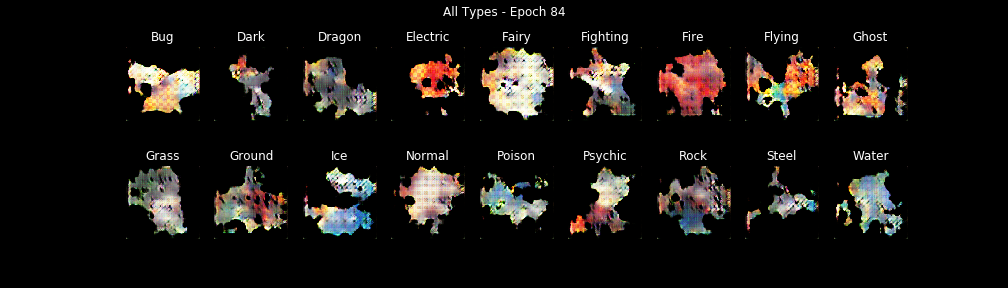 All Types - Epoch 84
Bug Dark Dragon Electric Fairy Fighting Fire Flying Ghost
Grass Ground Ice Normal Poison Psychic Rock Steel Water